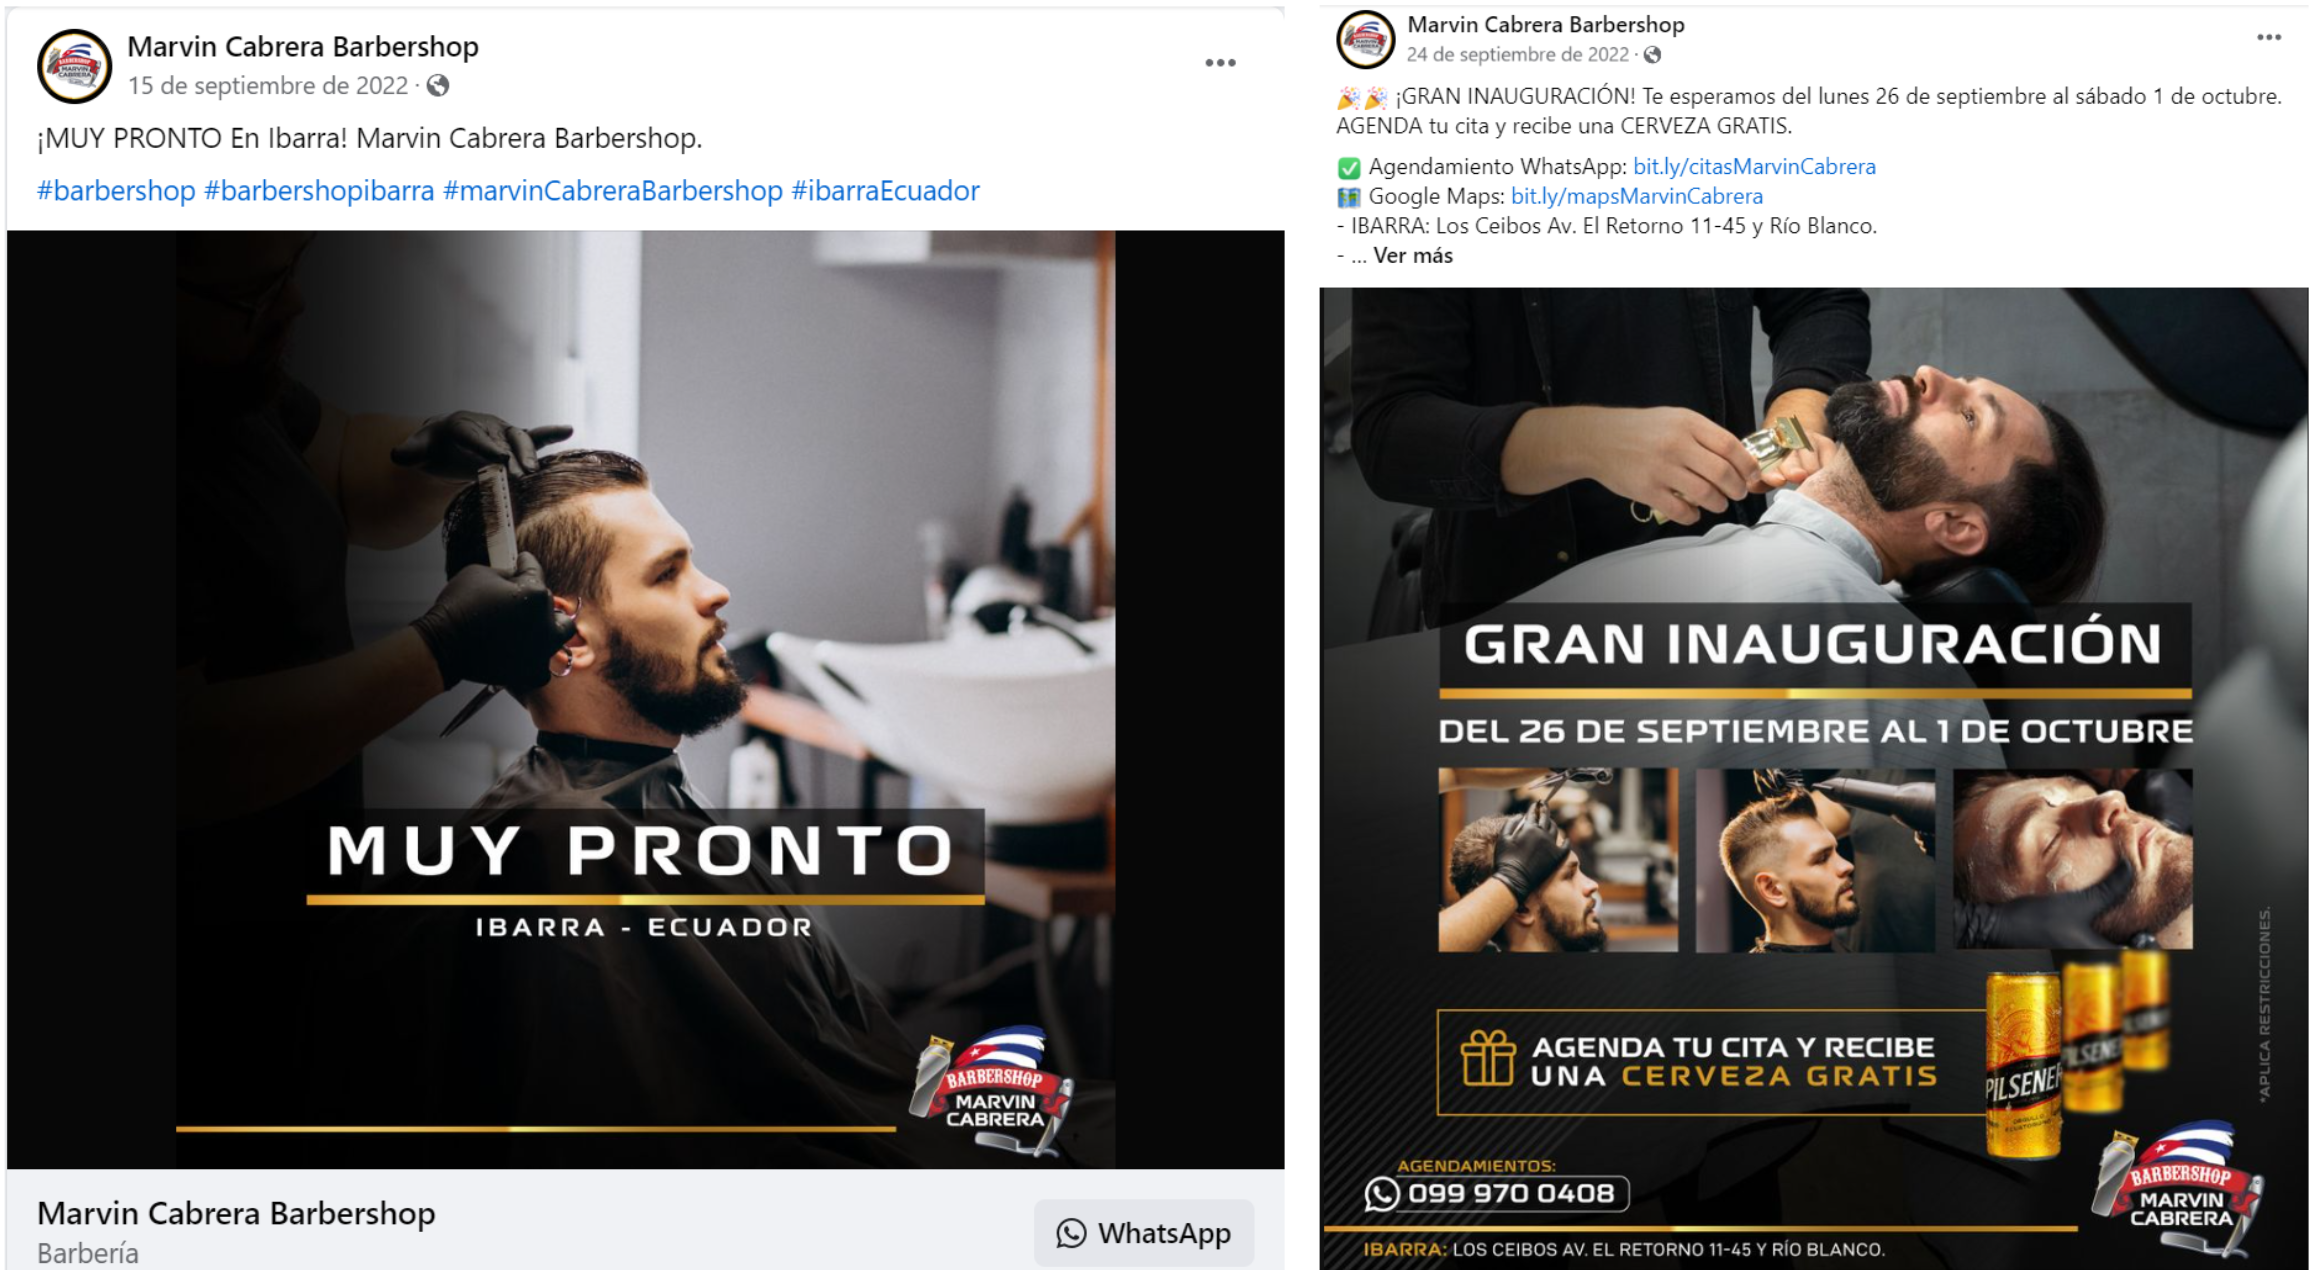 Marvin Cabrera Barbershop
15 de septiembre de 2022 ·
¡MUY PRONTO En Ibarra! Marvin Cabrera Barbershop.
#barbershop #barbershopibarra #marvinCabreraBarbershop #ibarraEcuador
MUY PRONTO
IBARRA - ECUADOR
BARBERSHOP
MARVIN
CABRERA
Marvin Cabrera Barbershop
Barbería
WhatsApp
Marvin Cabrera Barbershop
24 de septiembre de 2022 ·
¡GRAN INAUGURACIÓN! Te esperamos del lunes 26 de septiembre al sábado 1 de octubre.
AGENDA tu cita y recibe una CERVEZA GRATIS.
Agendamiento WhatsApp: bit.ly/citasMarvinCabrera
Google Maps: bit.ly/mapsMarvinCabrera
- IBARRA: Los Ceibos Av. El Retorno 11-45 y Río Blanco.
- ... Ver más
GRAN INAUGURACIÓN
DEL 26 DE SEPTIEMBRE AL 1 DE OCTUBRE
AGENDA TU CITA Y RECIBE
UNA CERVEZA GRATIS
PILSENER
*APLICA RESTRICCIONES.
AGENDAMIENTOS:
099 970 0408
BARBERSHOP
MARVIN
CABRERA
IBARRA: LOS CEIBOS AV. EL RETORNO 11-45 Y RÍO BLANCO.